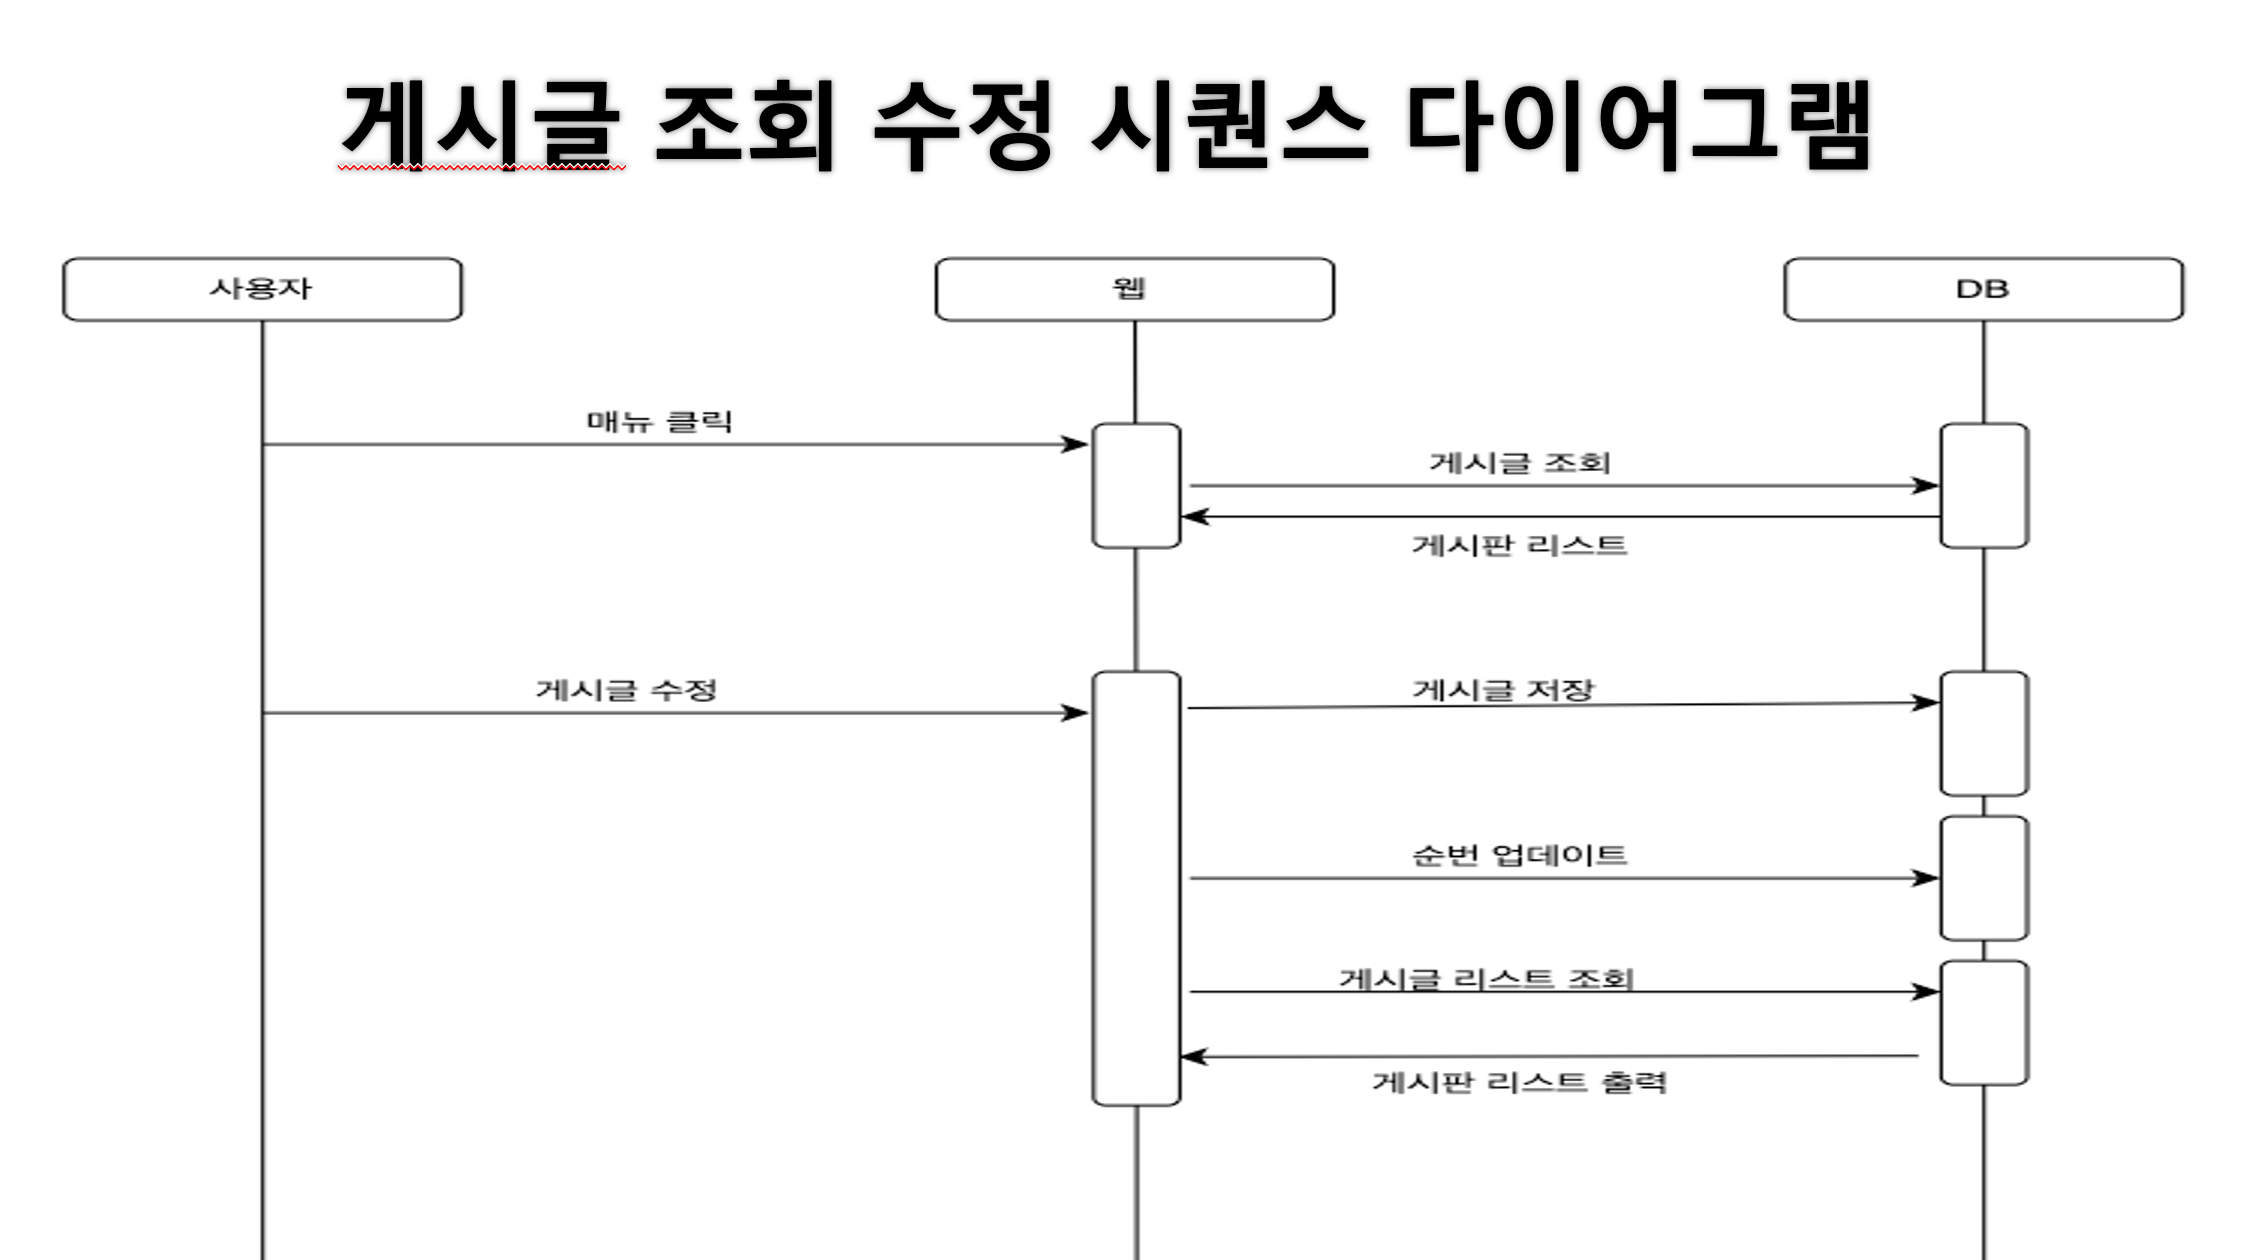 게시글 조회 수정 시퀀스 다이어그램
사용자
웹
DB
매뉴 클릭
게시글 조회
게시판 리스트
게시글 수정
게시글 저장
순번 업데이트
게시글 리스트 조회
게시판 리스트 출력